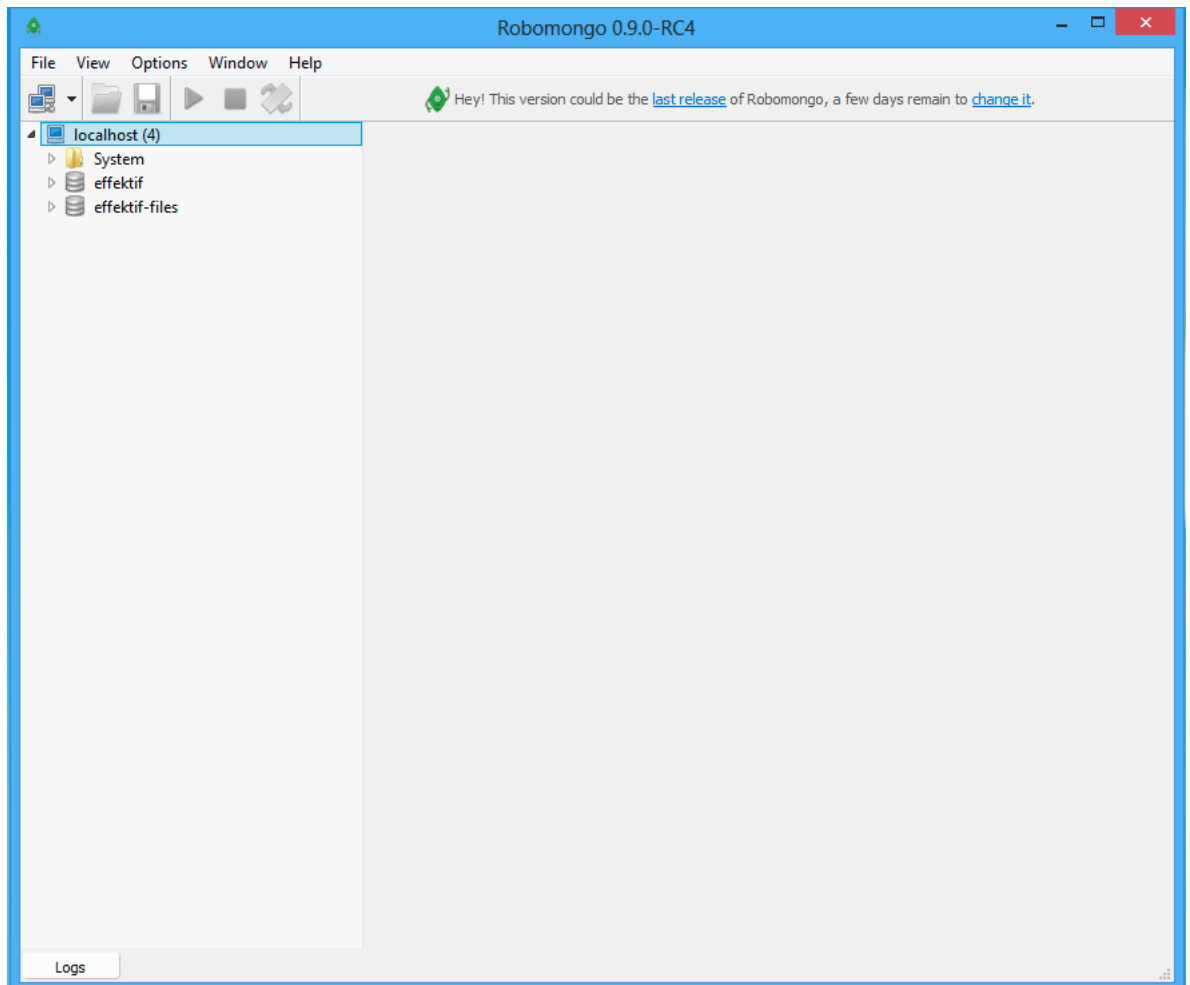 Robomongo 0.9.0-RC4
File View Options Window Help
Hey! This version could be the last release of Robomongo, a few days remain to change it.
localhost (4)
System
effektif
effektif-files
Logs